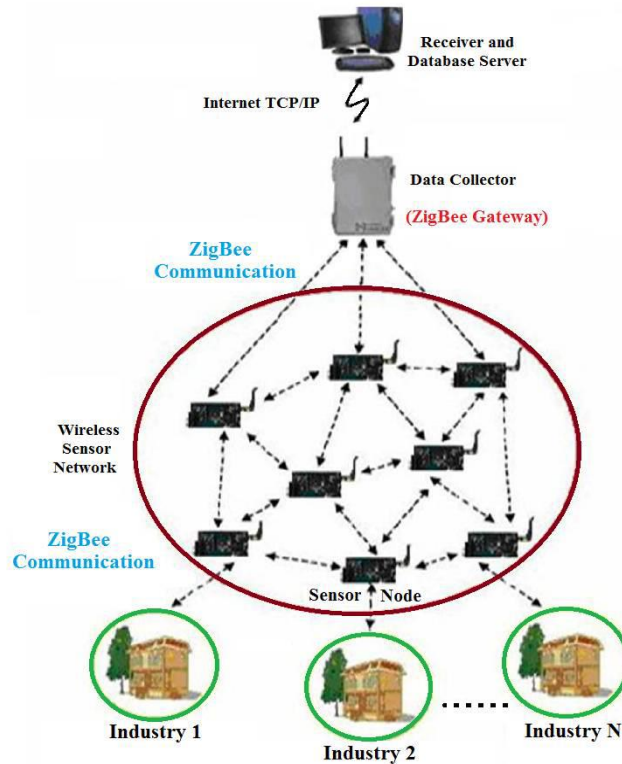 Receiver and
Database Server
Internet TCP/IP
Data Collector
(ZigBee Gateway)
ZigBee
Communication
Wireless
Sensor
Network
ZigBee
Communication
Sensor Node
Industry 1
Industry 2
Industry N